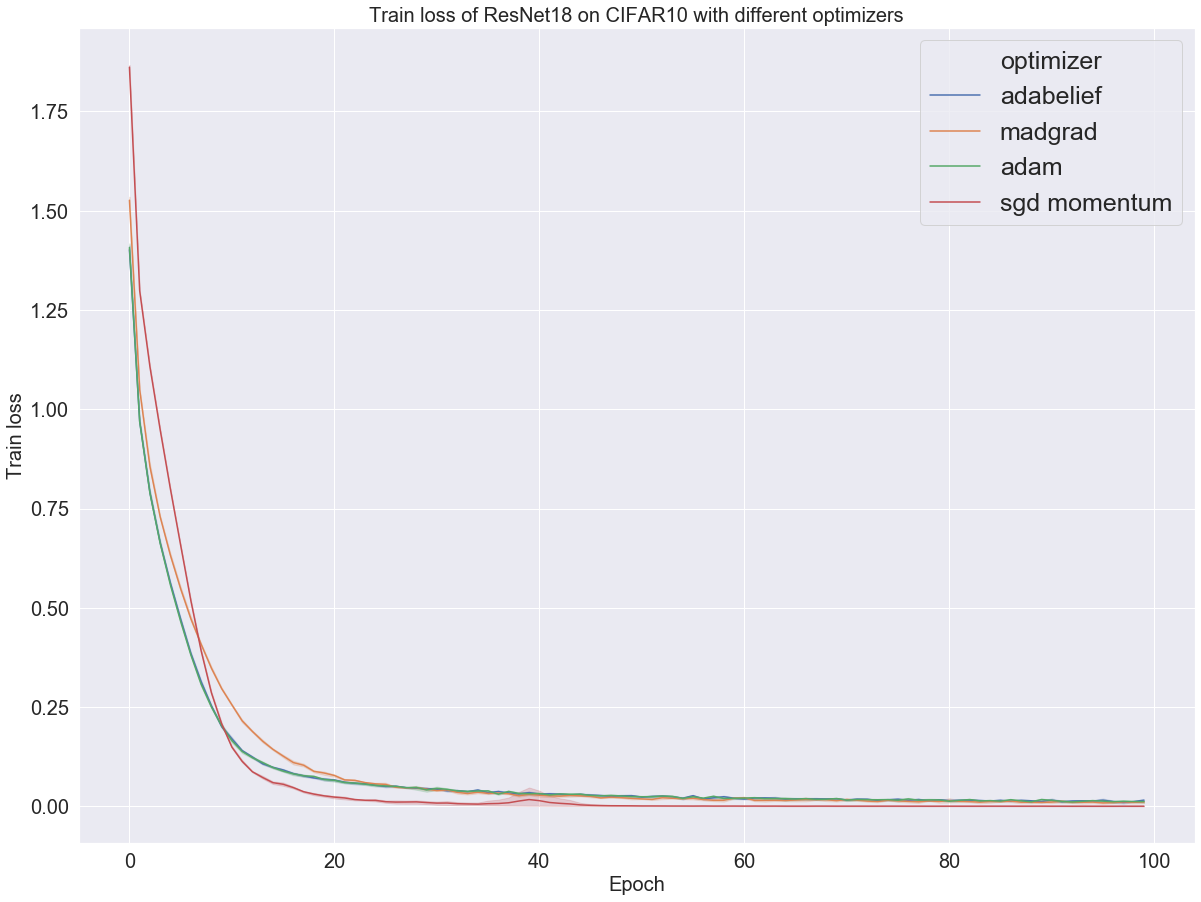 Train loss of ResNet18 on CIFAR10 with different optimizers
optimizer
adabelief
madgrad
adam
sgd momentum
1.75
1.50
1.25
1.00
0.75
0.50
0.25
0.00
Train loss
0 20 40 60 80 100
Epoch